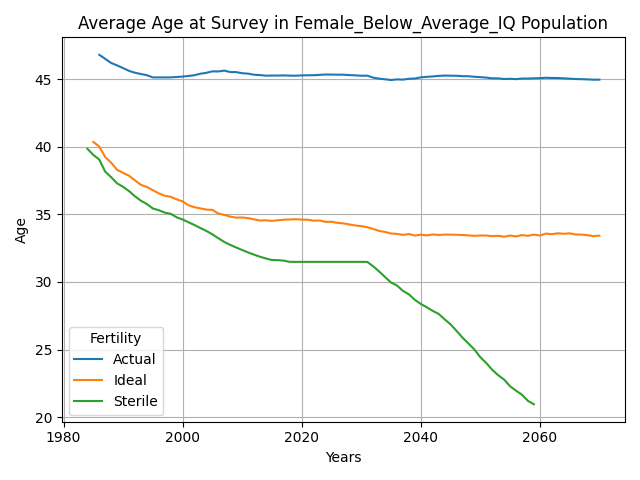 Average Age at Survey in Female_Below_Average_IQ Population
Age
45
40
35
30
25
20
Fertility
Actual
Ideal
Sterile
1980
2000
2020
2040
2060
Years